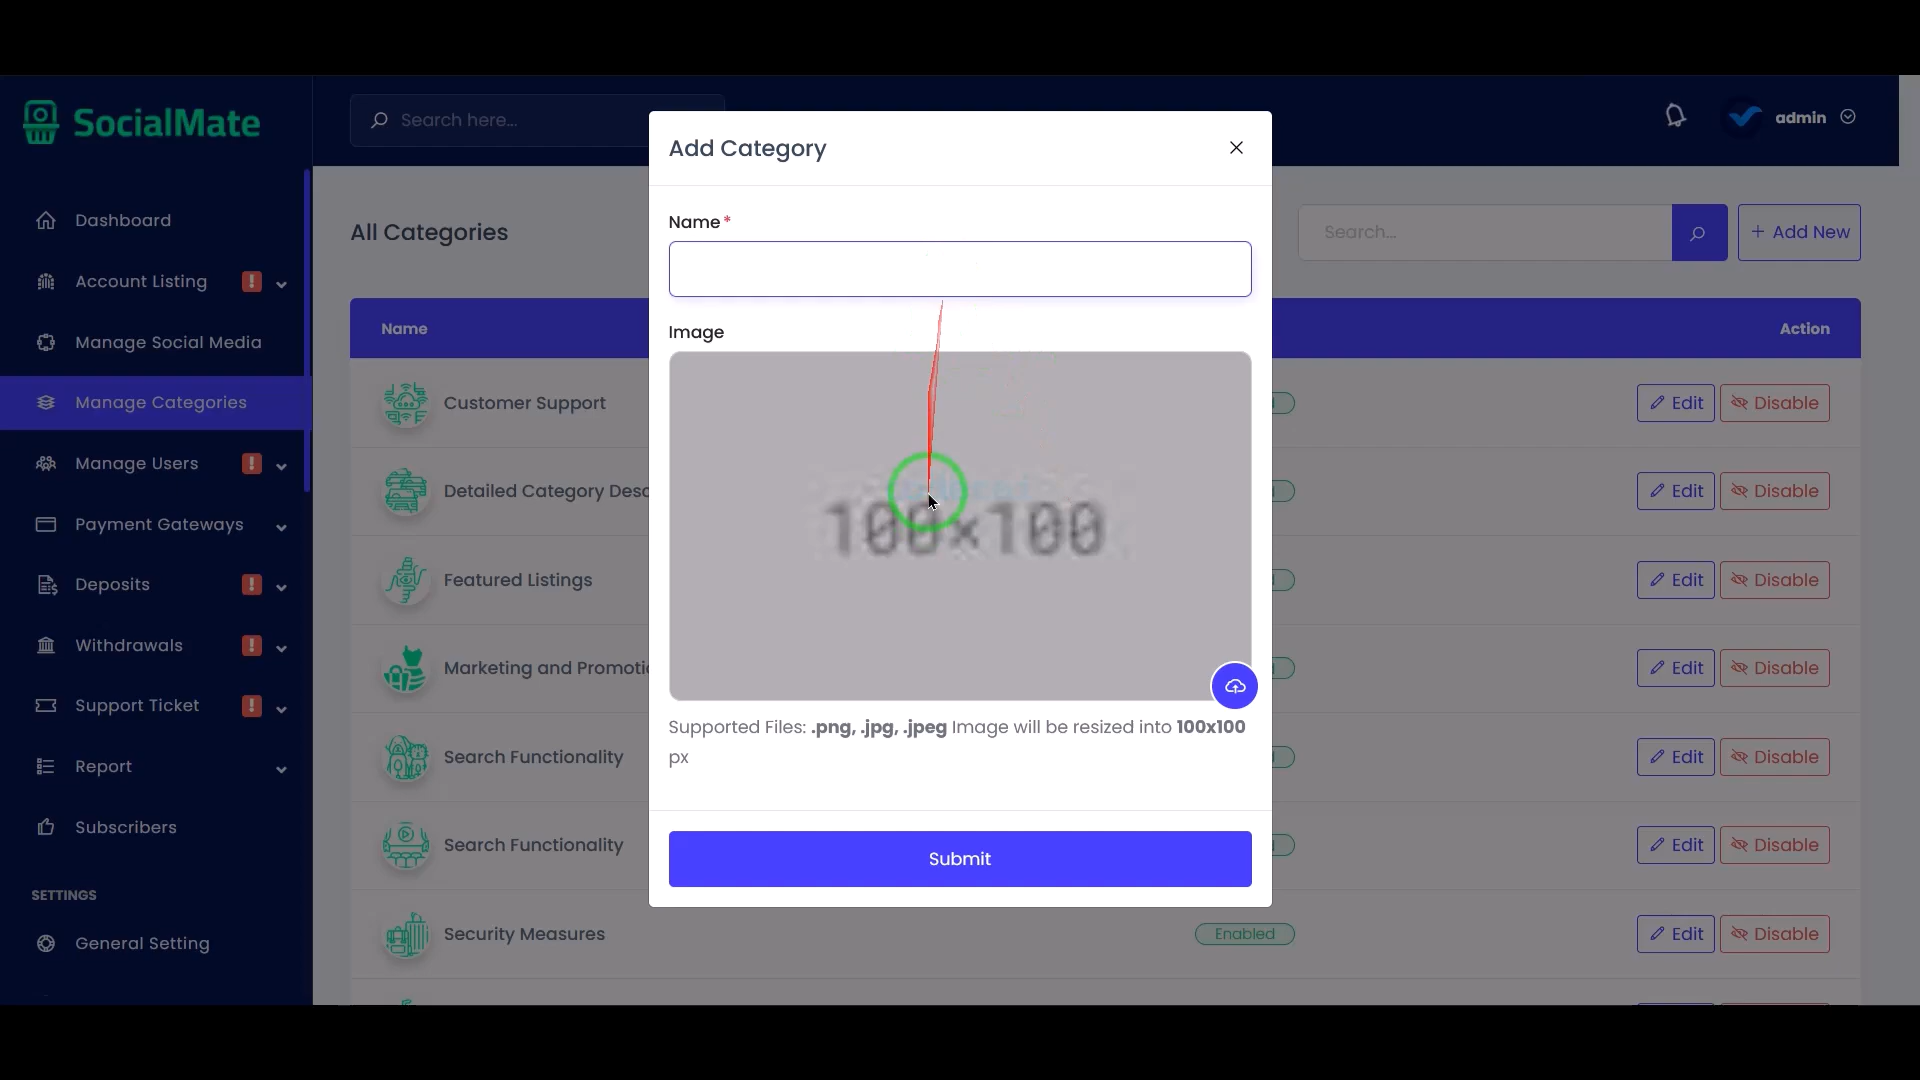 SocialMate
Search here...
admin
Dashboard
Account Listing !
Manage Social Media
Manage Categories
Manage Users !
Payment Gateways
Deposits !
Withdrawals !
Support Ticket !
Report
Subscribers
SETTINGS
General Setting
All Categories
Search...
+ Add New
Name
Action
Customer Support
Edit
Disable
Detailed Category Desc
Edit
Disable
Featured Listings
Edit
Disable
Marketing and Promotio
Edit
Disable
Search Functionality
Edit
Disable
Search Functionality
Edit
Disable
Security Measures
Enabled
Edit
Disable
Add Category
Name *
Image
100x100
Supported Files: .png, .jpg, .jpeg Image will be resized into 100x100
px
Submit